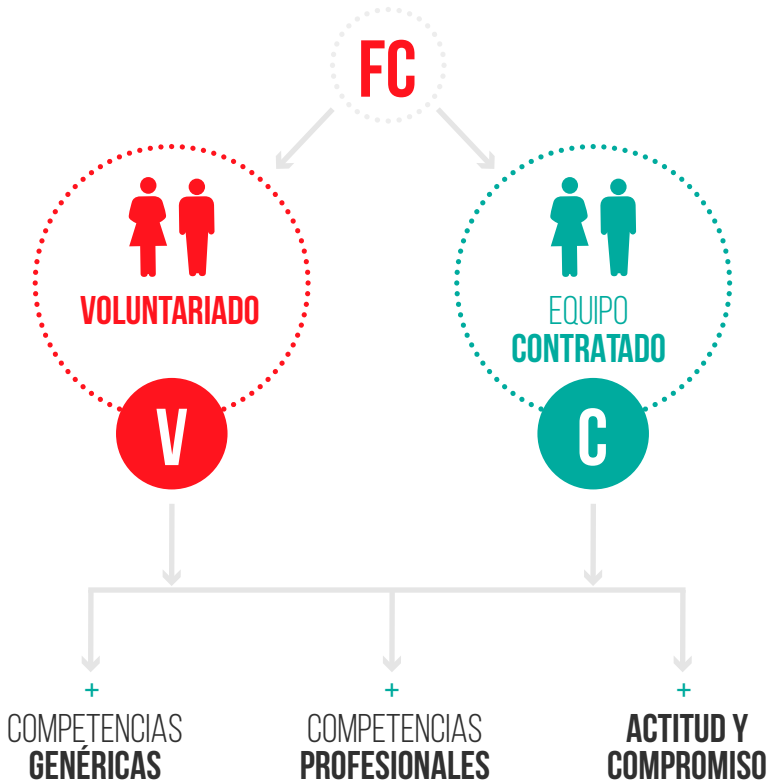 FC
VOLUNTARIADO
EQUIPO
CONTRATADO
V
C
+
+
+
COMPETENCIAS
GENÉRICAS
COMPETENCIAS
PROFESIONALES
ACTITUD Y
COMPROMISO